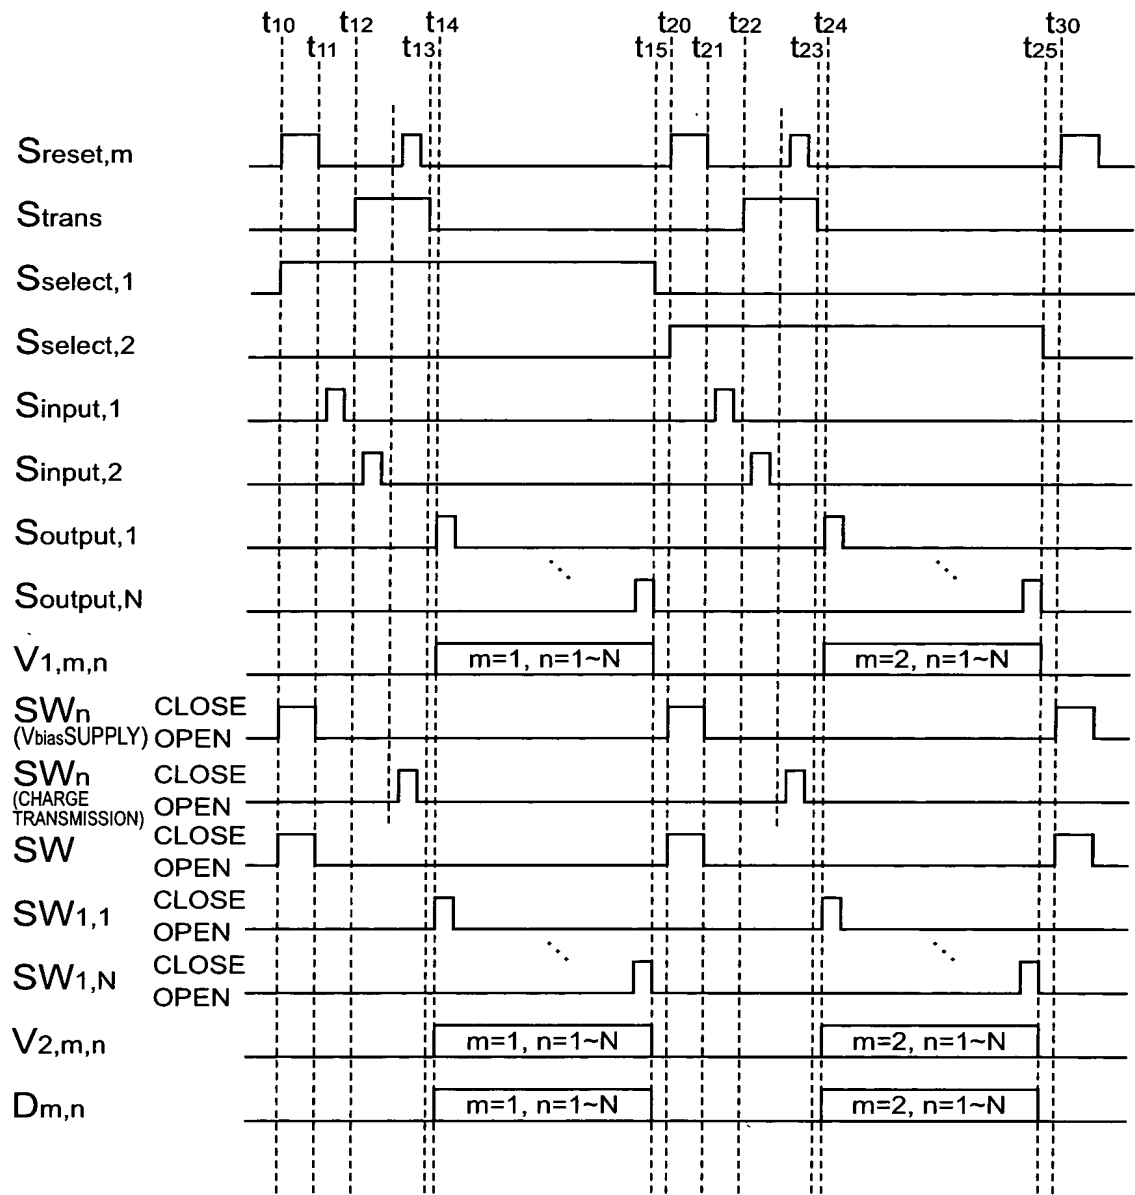 t10 t12 t14 t20 t22 t24 t30
t11 t13 t15 t21 t23 t25
Sreset,m
Strans
Sselect,1
Sselect,2
Sinput,1
Sinput,2
Soutput,1
Soutput,N
V1,m,n m=1, n=1~N m=2, n=1~N
SWn CLOSE
(VbiasSUPPLY) OPEN
SWn CLOSE
(CHARGE OPEN
TRANSMISSION)
SW CLOSE
OPEN
SW1,1 CLOSE
OPEN
SW1,N CLOSE
OPEN
V2,m,n m=1, n=1~N m=2, n=1~N
Dm,n m=1, n=1~N m=2, n=1~N